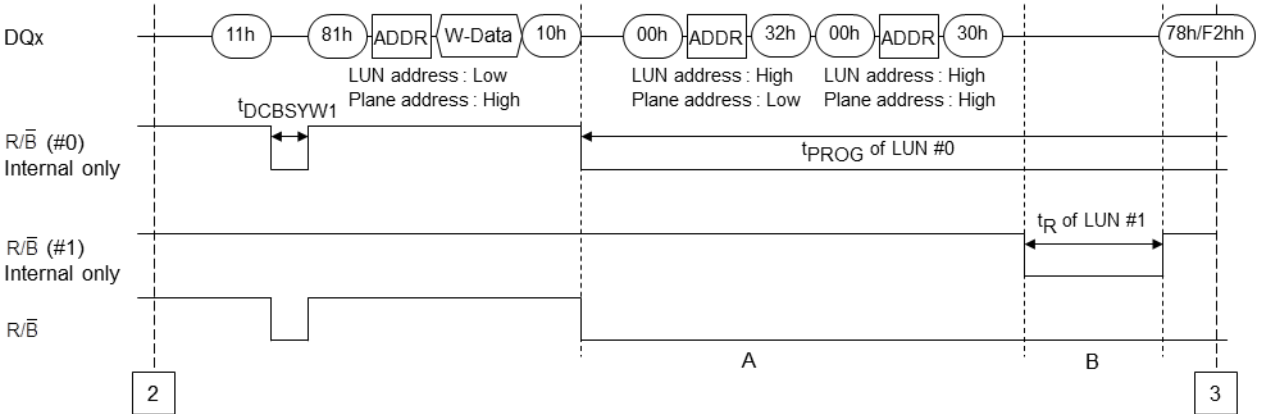 DQx
11h 81h ADDR W-Data 10h 00h ADDR 32h 00h ADDR 30h 78h/F2hh
LUN address : Low
Plane address : High
LUN address : High
Plane address : Low
LUN address : High
Plane address : High
tDCBSYW1
R/B̅ (#0)
Internal only
tPROG of LUN #0
R/B̅ (#1)
Internal only
tR of LUN #1
R/B̅
A B
2 3